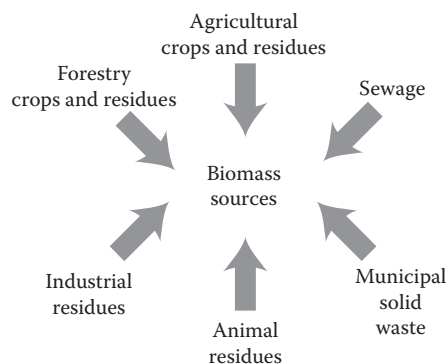 Agricultural
crops and residues
Forestry
crops and residues
Sewage
Biomass
sources
Industrial
residues
Municipal
solid
waste
Animal
residues